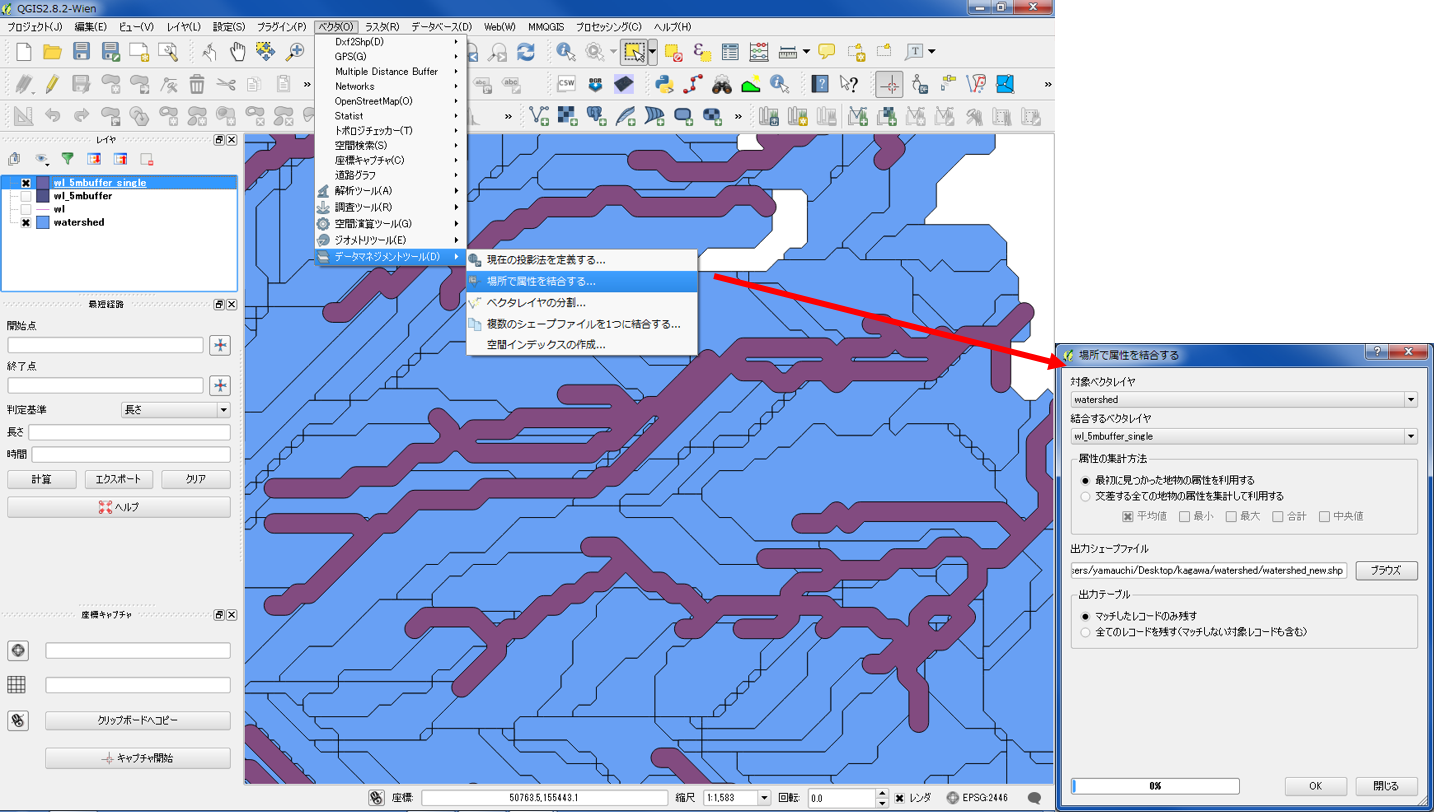 QGIS2.8.2-Wien
プロジェクト(J) 編集(E) ビュー(V) レイヤ(L) 設定(S) プラグイン(P) ベクタ(O) ラスタ(R) データベース(D) Web(W) MMQGIS プロセッシング(C) ヘルプ(H)
Dxf2Shp(D)
GPS(G)
Multiple Distance Buffer
Networks
OpenStreetMap(O)
Statist
トポロジチェッカー(T)
空間検索(S)
座標キャプチャ(C)
道路グラフ
解析ツール(A)
調査ツール(R)
空間演算ツール(G)
ジオメトリツール(E)
データマネジメントツール(D)
現在の投影法を定義する...
場所で属性を結合する...
ベクタレイヤの分割...
複数のシェープファイルを1つに結合する...
空間インデックスの作成...
CSW
レイヤ
wl_5mbuffer_single
wl_5mbuffer
wl
watershed
最短経路
開始点
終了点
判定基準 長さ
長さ
時間
計算 エクスポート クリア
ヘルプ
座標キャプチャ
クリップボードへコピー
キャプチャ開始
座標: 50763.5,155443.1 縮尺 1:1,583 回転: 0.0 レンダ EPSG:2446
場所で属性を結合する
対象ベクタレイヤ
watershed
結合するベクタレイヤ
wl_5mbuffer_single
属性の集計方法
最初に見つかった地物の属性を利用する
交差する全ての地物の属性を集計して利用する
平均値 最小 最大 合計 中央値
出力シェープファイル
sers/yamauchi/Desktop/kagawa/watershed/watershed_new.shp ブラウズ
出力テーブル
マッチしたレコードのみ残す
全てのレコードを残す(マッチしない対象レコードも含む)
0% OK 閉じる